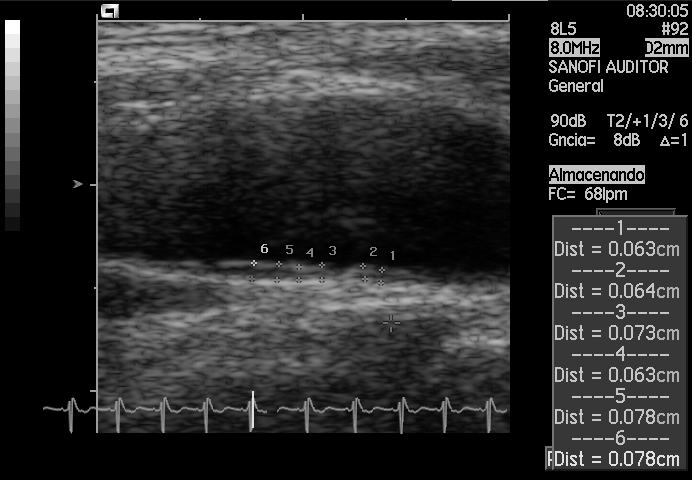 08:30:05
8L5 #92
8.0MHz D2mm
SANOFI AUDITOR
General
90dB T2/+1/3/ 6
Gncia= 8dB Δ=1
Almacenando
FC= 68lpm
----1----
Dist = 0.063cm
----2----
Dist = 0.064cm
----3----
Dist = 0.073cm
----4----
Dist = 0.063cm
----5----
Dist = 0.078cm
----6----
Dist = 0.078cm
6 5 4 3 2 1